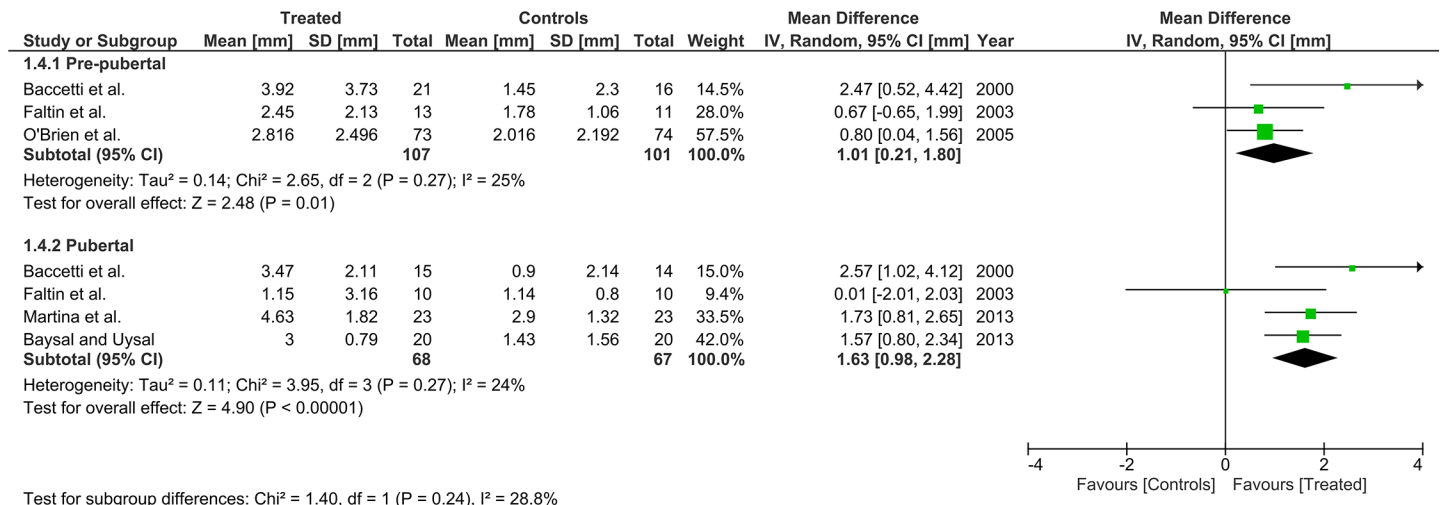 Treated Controls Mean Difference Mean Difference
Study or Subgroup Mean [mm] SD [mm] Total Mean [mm] SD [mm] Total Weight IV, Random, 95% CI [mm] Year IV, Random, 95% CI [mm]
1.4.1 Pre-pubertal
Baccetti et al. 3.92 3.73 21 1.45 2.3 16 14.5% 2.47 [0.52, 4.42] 2000
Faltin et al. 2.45 2.13 13 1.78 1.06 11 28.0% 0.67 [-0.65, 1.99] 2003
O'Brien et al. 2.816 2.496 73 2.016 2.192 74 57.5% 0.80 [0.04, 1.56] 2005
Subtotal (95% CI) 107 101 100.0% 1.01 [0.21, 1.80]
Heterogeneity: Tau² = 0.14; Chi² = 2.65, df = 2 (P = 0.27); I² = 25%
Test for overall effect: Z = 2.48 (P = 0.01)
1.4.2 Pubertal
Baccetti et al. 3.47 2.11 15 0.9 2.14 14 15.0% 2.57 [1.02, 4.12] 2000
Faltin et al. 1.15 3.16 10 1.14 0.8 10 9.4% 0.01 [-2.01, 2.03] 2003
Martina et al. 4.63 1.82 23 2.9 1.32 23 33.5% 1.73 [0.81, 2.65] 2013
Baysal and Uysal 3 0.79 20 1.43 1.56 20 42.0% 1.57 [0.80, 2.34] 2013
Subtotal (95% CI) 68 67 100.0% 1.63 [0.98, 2.28]
Heterogeneity: Tau² = 0.11; Chi² = 3.95, df = 3 (P = 0.27); I² = 24%
Test for overall effect: Z = 4.90 (P < 0.00001)
-4 -2 0 2 4
Favours [Controls] Favours [Treated]
Test for subgroup differences: Chi² = 1.40, df = 1 (P = 0.24), I² = 28.8%